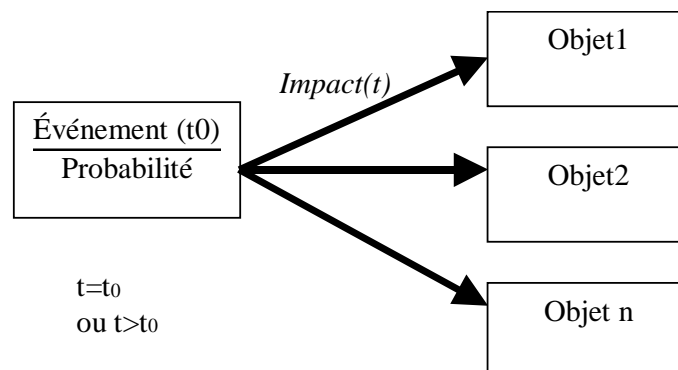 Objet1
Impact(t)
Événement (t0)
Probabilité
Objet2
t=t0
ou t>t0
Objet n